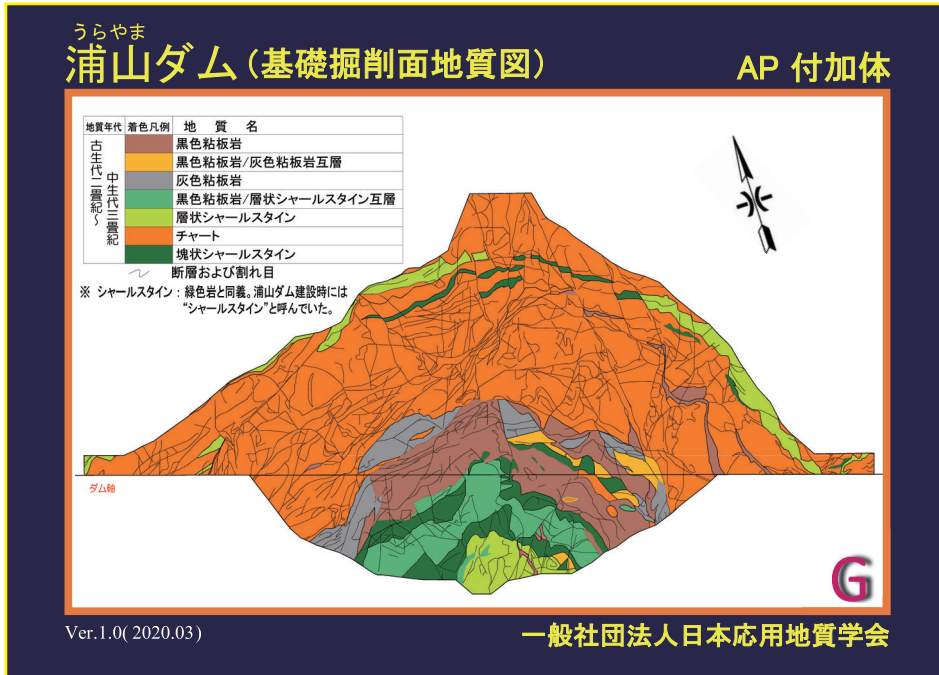 うらやま
浦山ダム(基礎掘削面地質図)
AP 付加体
地質年代 着色凡例 地 質 名
古生代二畳紀~
中生代三畳紀
黒色粘板岩
黒色粘板岩/灰色粘板岩互層
灰色粘板岩
黒色粘板岩/層状シャールスタイン互層
層状シャールスタイン
チャート
塊状シャールスタイン
断層および割れ目
※ シャールスタイン:緑色岩と同義。浦山ダム建設時には
“シャールスタイン”と呼んでいた。
ダム軸
G
Ver.1.0( 2020.03)
一般社団法人日本応用地質学会